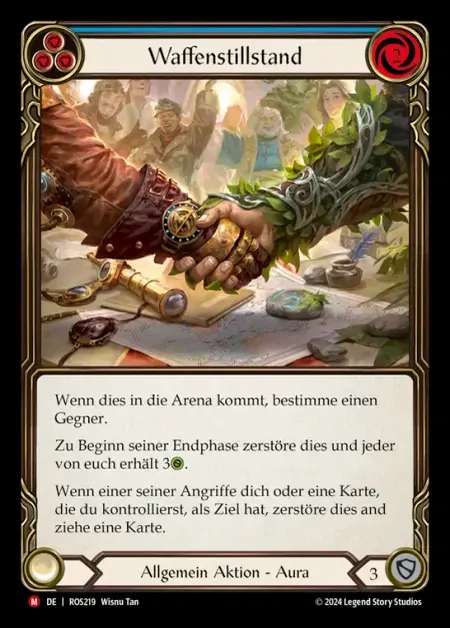 2
Waffenstillstand
Wenn dies in die Arena kommt, bestimme einen
Gegner.
Zu Beginn seiner Endphase zerstöre dies und jeder
von euch erhält 3.
Wenn einer seiner Angriffe dich oder eine Karte,
die du kontrollierst, als Ziel hat, zerstöre dies and
ziehe eine Karte.
Allgemein Aktion - Aura
3
M DE | ROS219 Wisnu Tan
© 2024 Legend Story Studios